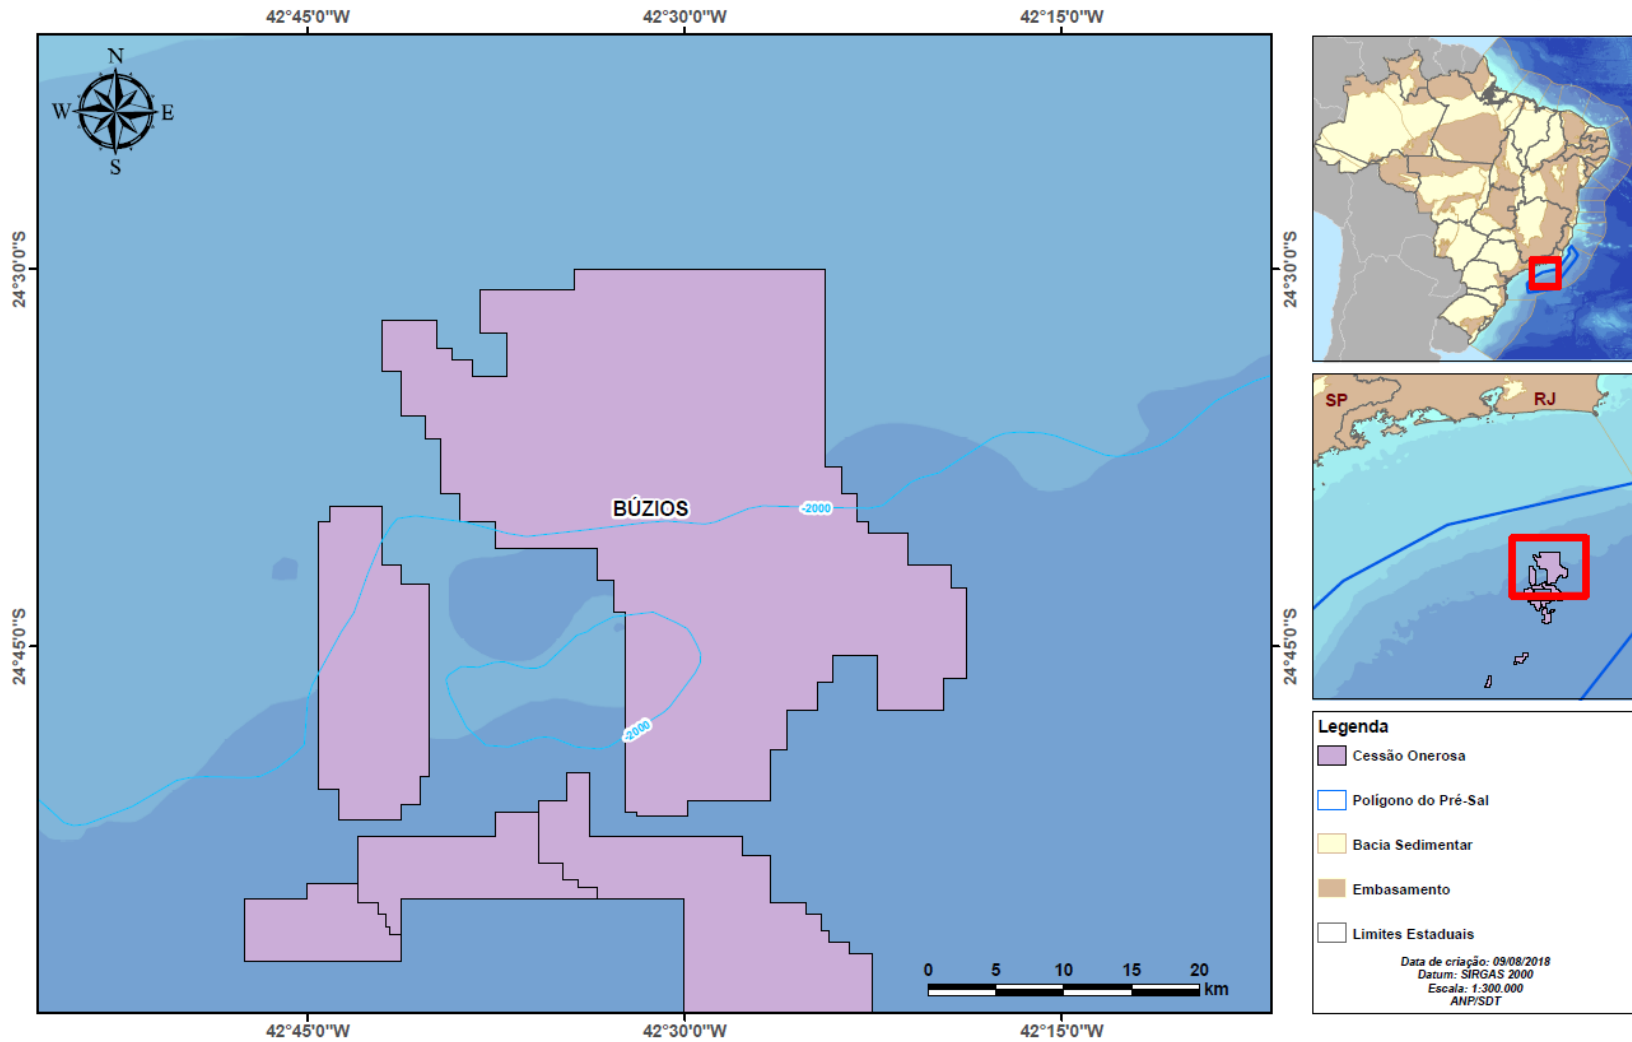 42°45'0"W 42°30'0"W 42°15'0"W
N
W E
S
24°30'0"S
24°30'0"S
24°45'0"S
24°45'0"S
BÚZIOS
-2000
-2000
0 5 10 15 20
km
42°45'0"W 42°30'0"W 42°15'0"W
SP RJ
Legenda
Cessão Onerosa
Polígono do Pré-Sal
Bacia Sedimentar
Embasamento
Limites Estaduais
Data de criação: 09/08/2018
Datum: SIRGAS 2000
Escala: 1:300.000
ANP/SDT